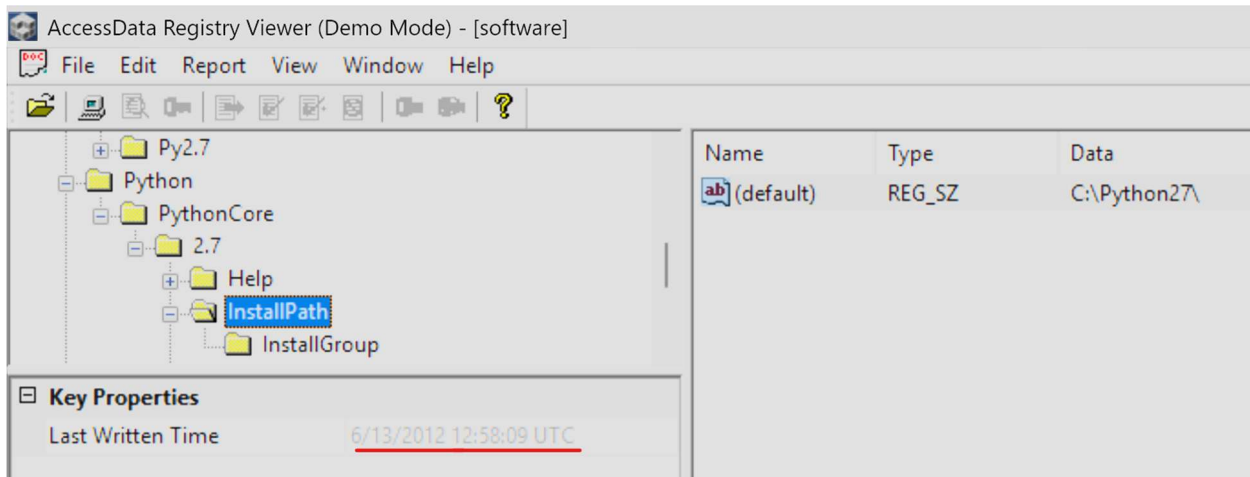 AccessData Registry Viewer (Demo Mode) - [software]
File Edit Report View Window Help
Py2.7
Python
PythonCore
2.7
Help
InstallPath
InstallGroup
Key Properties
Last Written Time 6/13/2012 12:58:09 UTC
Name Type Data
(default) REG_SZ C:\Python27\